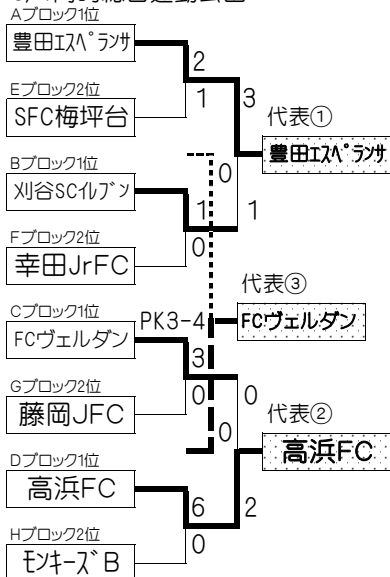 Aブロック1位
豊田エスペランサ
2
Eブロック2位
1
3
SFC梅坪台
代表①
豊田エスペランサ
Bブロック1位
0
刈谷SCイルブン
1
1
Fブロック2位
0
幸田JrFC
代表③
Cブロック1位
PK3-4
FCヴェルダン
FCヴェルダン
3
Gブロック2位
0
0
藤岡JFC
代表②
0
Dブロック1位
高浜FC
高浜FC
6
2
Hブロック2位
0
モンキーズB